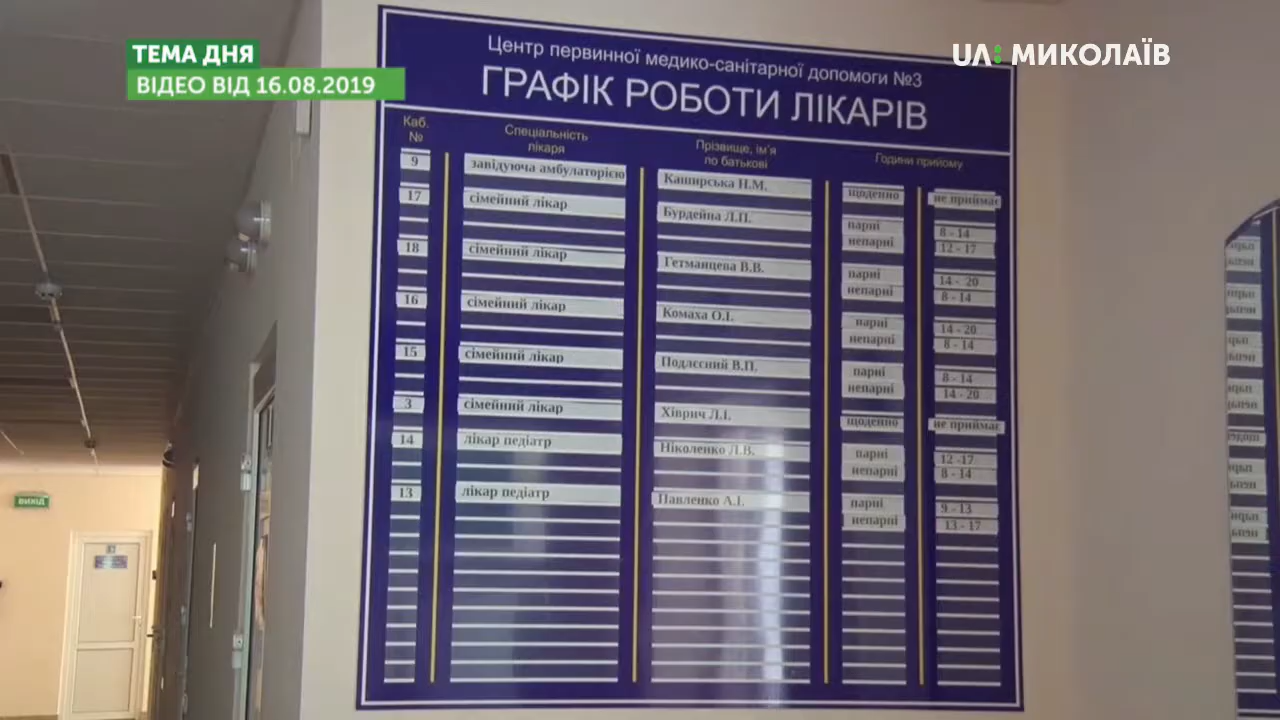 ТЕМА ДНЯ
ВІДЕО ВІД 16.08.2019
UA: МИКОЛАЇВ
Центр первинної медико-санітарної допомоги №3
ГРАФІК РОБОТИ ЛІКАРІВ
Каб. № Спеціальність лікаря Прізвище, ім'я по батькові Години прийому
9 завідуюча амбулаторією Каширська Н.М. щоденно не приймає
17 сімейний лікар Бурдейна Л.П. парні 8 - 14
непарні 12 - 17
18 сімейний лікар Гетманцева В.В. парні 14 - 20
непарні 8 - 14
16 сімейний лікар Комаха О.І. парні 14 - 20
непарні 8 - 14
15 сімейний лікар Подлєсний В.П. парні 8 - 14
непарні 14 - 20
3 сімейний лікар Хіврич Л.І. щоденно не приймає
14 лікар педіатр Ніколенко Л.В. парні 12 -17
непарні 8 - 14
13 лікар педіатр Павленко А.І. парні 9 - 13
непарні 13 - 17
ВИХІД